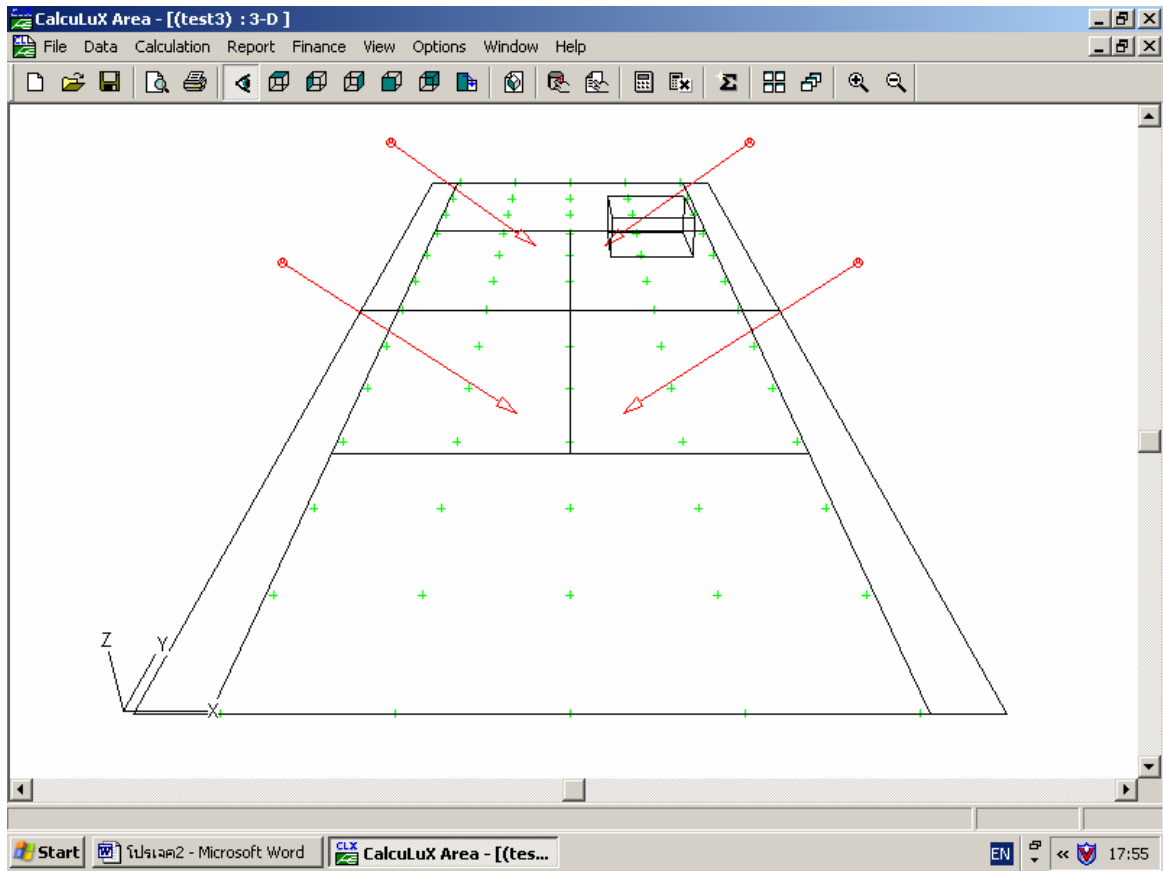 CalcuLuX Area - [(test3) : 3-D ]
File Data Calculation Report Finance View Options Window Help
Z
Y
X
Start
โปรเจค2 - Microsoft Word
CLX
CalcuLuX Area - [(tes...
EN
«
17:55